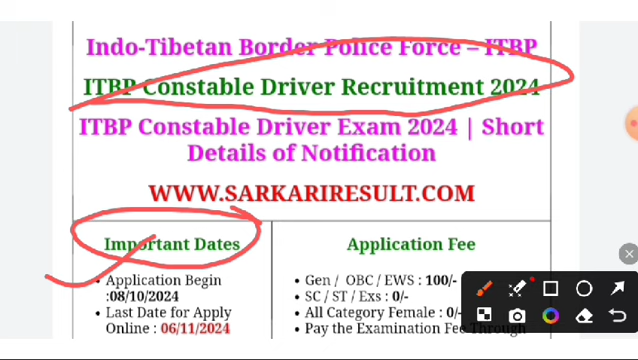 Indo-Tibetan Border Police Force – ITBP
ITBP Constable Driver Recruitment 2024
ITBP Constable Driver Exam 2024 | Short
Details of Notification
WWW.SARKARIRESULT.COM
Important Dates
• Application Begin
:08/10/2024
• Last Date for Apply
Online : 06/11/2024
Application Fee
• Gen / OBC / EWS : 100/-
• SC / ST / Exs : 0/-
• All Category Female : 0/-
• Pay the Examination Fee Through